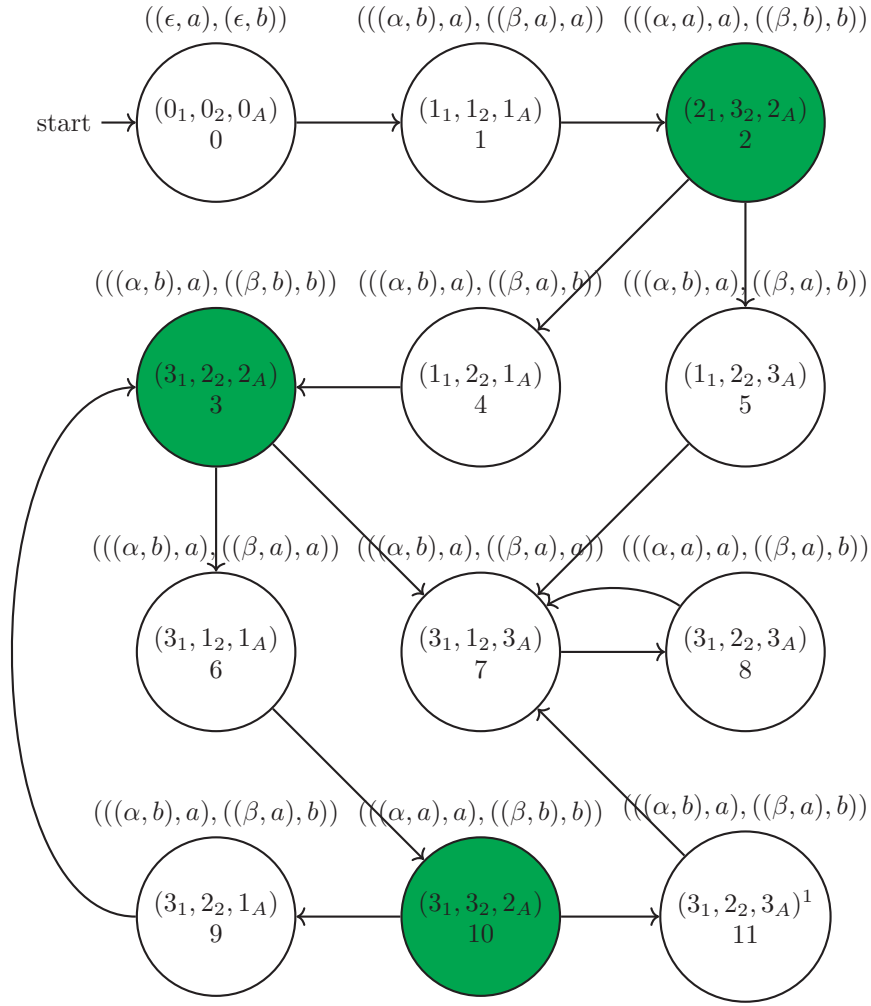 ((ϵ, a), (ϵ, b))
(((α, b), a), ((β, a), a))
(((α, a), a), ((β, b), b))
start
(0₁, 0₂, 0_A)
0
(1₁, 1₂, 1_A)
1
(2₁, 3₂, 2_A)
2
(((α, b), a), ((β, b), b))
(((α, b), a), ((β, a), b))
(((α, b), a), ((β, a), b))
(3₁, 2₂, 2_A)
3
(1₁, 2₂, 1_A)
4
(1₁, 2₂, 3_A)
5
(((α, b), a), ((β, a), a))
(((α, b), a), ((β, a), a))
(((α, a), a), ((β, a), b))
(3₁, 1₂, 1_A)
6
(3₁, 1₂, 3_A)
7
(3₁, 2₂, 3_A)
8
(((α, b), a), ((β, a), b))
(((α, a), a), ((β, b), b))
(((α, b), a), ((β, a), b))
(3₁, 2₂, 1_A)
9
(3₁, 3₂, 2_A)
10
(3₁, 2₂, 3_A)¹
11